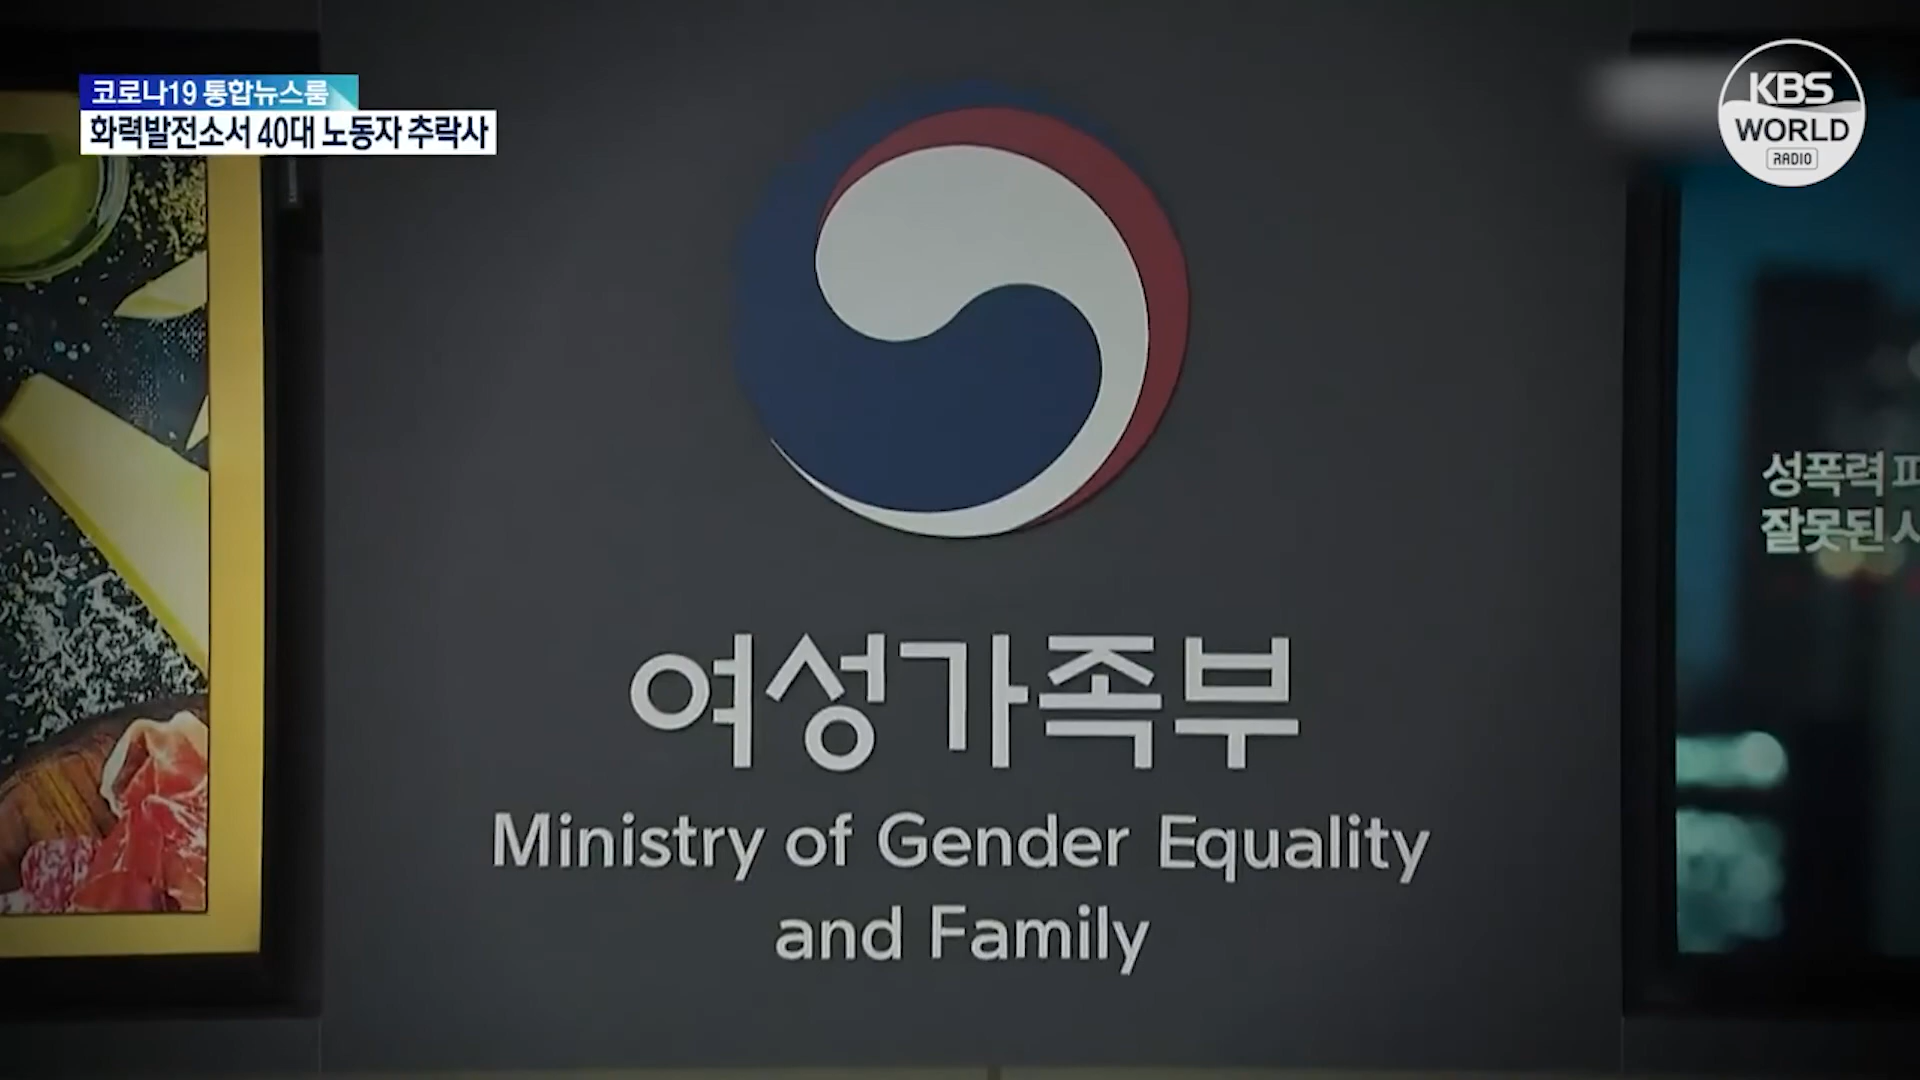 코로나19 통합뉴스룸
화력발전소서 40대 노동자 추락사
KBS
WORLD
RADIO
성폭력
잘못된
여성가족부
Ministry of Gender Equality
and Family